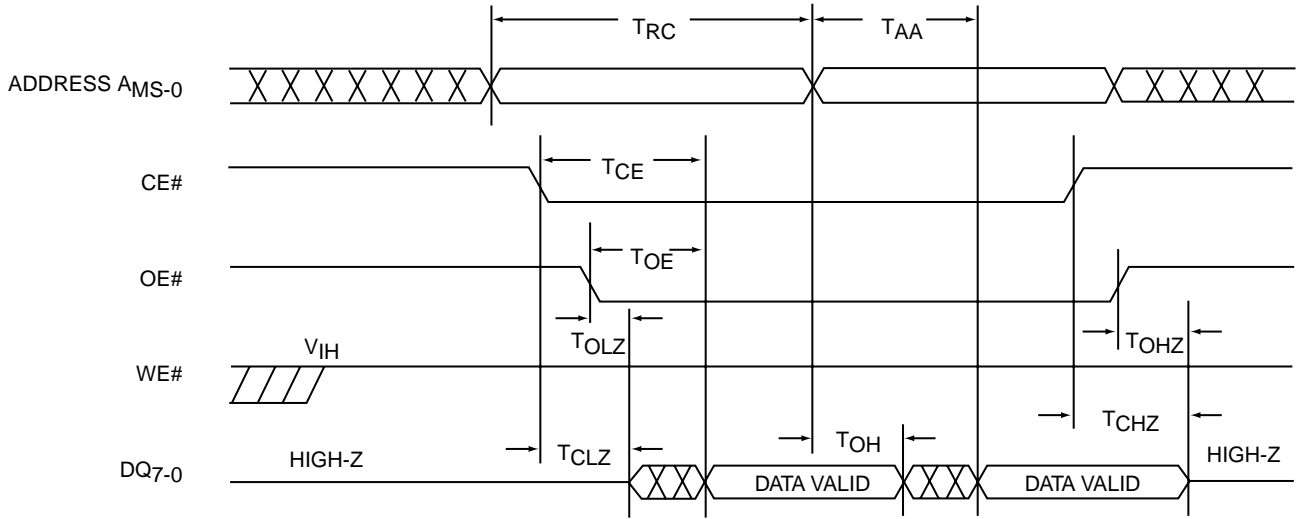 TRC
TAA
ADDRESS AMS-0
TCE
CE#
TOE
OE#
TOLZ
TOHZ
VIH
WE#
TCHZ
TCLZ
TOH
HIGH-Z
HIGH-Z
DQ7-0
DATA VALID
DATA VALID